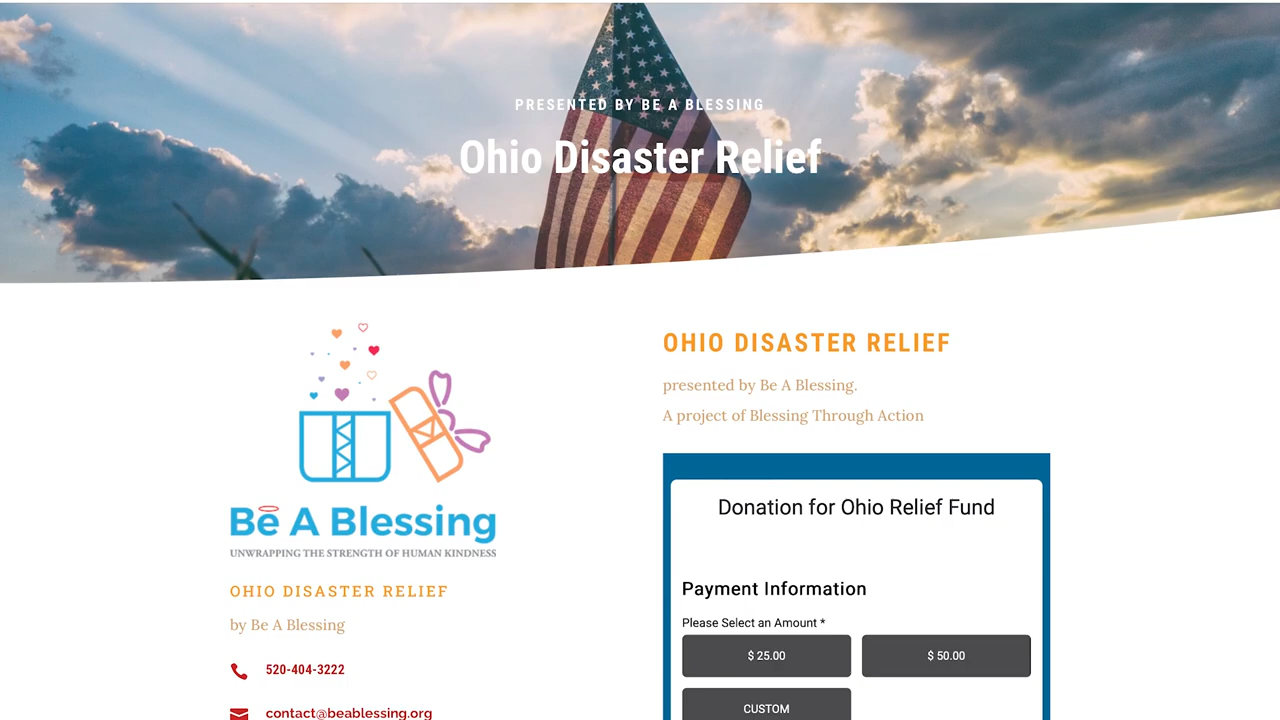 PRESENTED BY BE A BLESSING
Ohio Disaster Relief
Be A Blessing
UNWRAPPING THE STRENGTH OF HUMAN KINDNESS
OHIO DISASTER RELIEF
by Be A Blessing
520-404-3222
contact@beablessing.org
OHIO DISASTER RELIEF
presented by Be A Blessing.
A project of Blessing Through Action
Donation for Ohio Relief Fund
Payment Information
Please Select an Amount *
$ 25.00
$ 50.00
CUSTOM